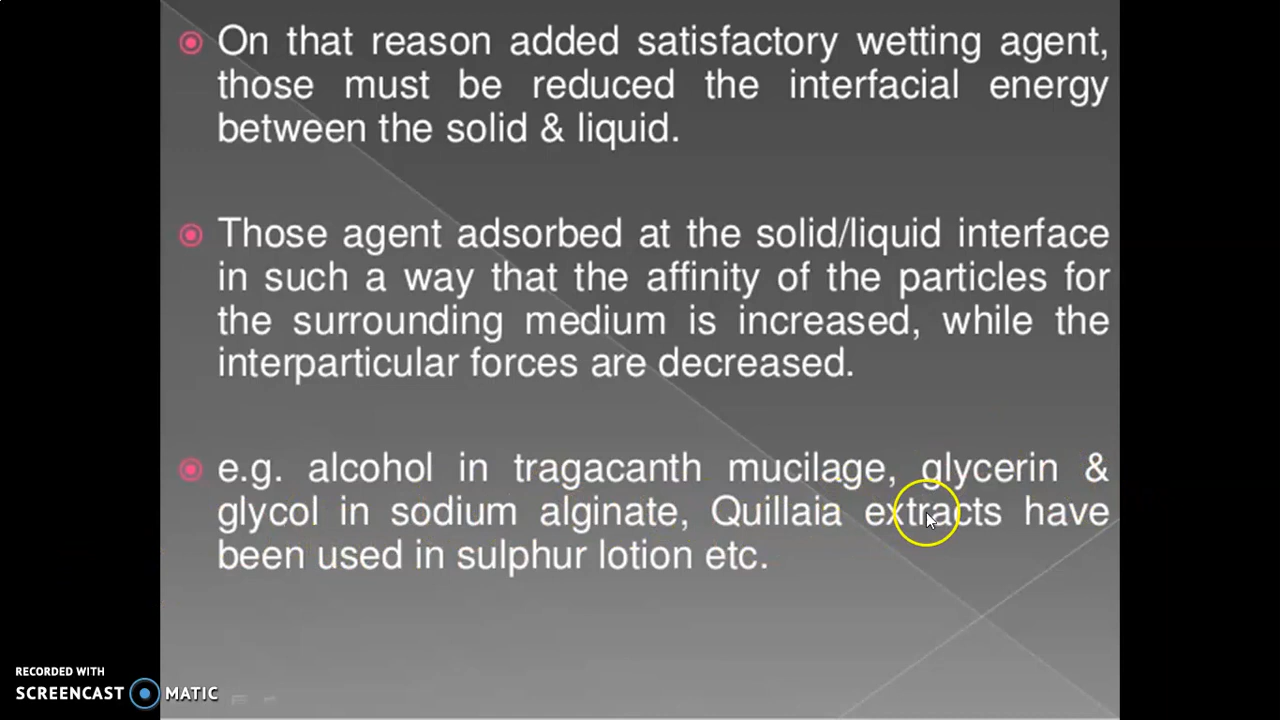 On that reason added satisfactory wetting agent,
those must be reduced the interfacial energy
between the solid & liquid.
Those agent adsorbed at the solid/liquid interface
in such a way that the affinity of the particles for
the surrounding medium is increased, while the
interparticular forces are decreased.
e.g. alcohol in tragacanth mucilage, glycerin &
glycol in sodium alginate, Quillaia extracts have
been used in sulphur lotion etc.
RECORDED WITH
SCREENCAST MATIC